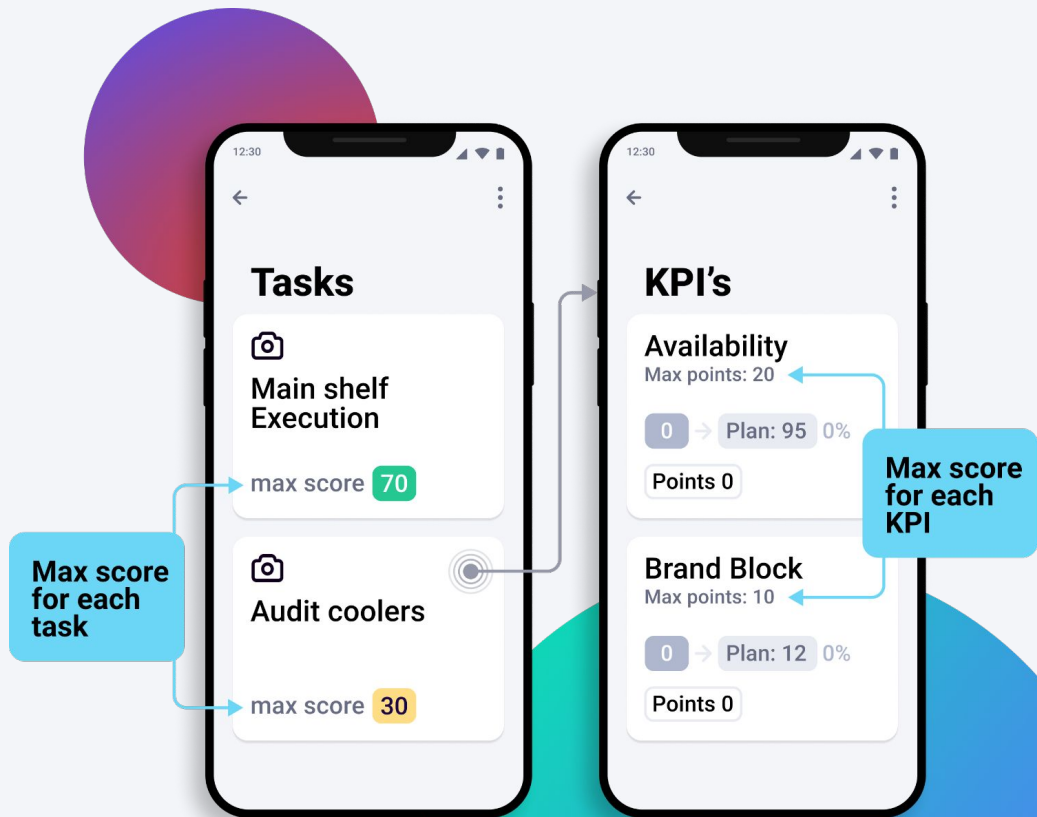 12:30
Tasks
Main shelf
Execution
max score 70
Audit coolers
max score 30
Max score
for each
task
12:30
KPI’s
Availability
Max points: 20
0 → Plan: 95 0%
Points 0
Brand Block
Max points: 10
0 → Plan: 12 0%
Points 0
Max score
for each
KPI